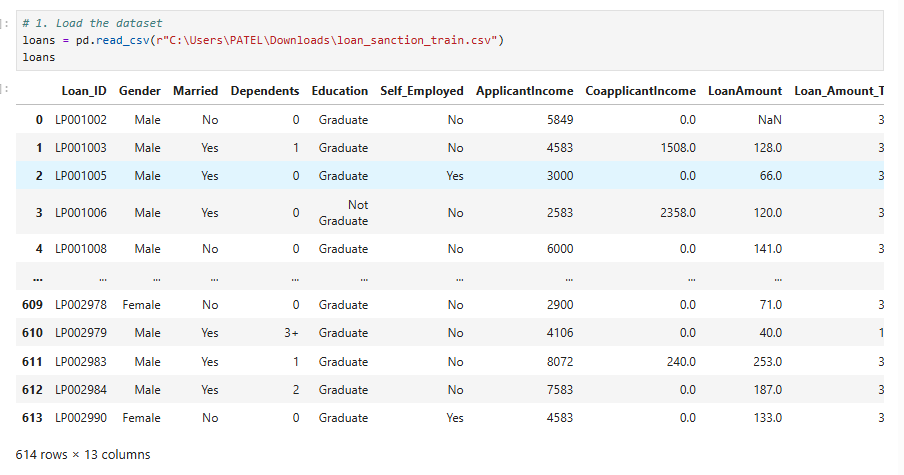 ]: # 1. Load the dataset
loans = pd.read_csv(r"C:\Users\PATEL\Downloads\loan_sanction_train.csv")
loans
]:
Loan_ID Gender Married Dependents Education Self_Employed ApplicantIncome CoapplicantIncome LoanAmount Loan_Amount_T
0 LP001002 Male No 0 Graduate No 5849 0.0 NaN 3
1 LP001003 Male Yes 1 Graduate No 4583 1508.0 128.0 3
2 LP001005 Male Yes 0 Graduate Yes 3000 0.0 66.0 3
3 LP001006 Male Yes 0 Not Graduate No 2583 2358.0 120.0 3
4 LP001008 Male No 0 Graduate No 6000 0.0 141.0 3
... ... ... ... ... ... ... ... ... ...
609 LP002978 Female No 0 Graduate No 2900 0.0 71.0 3
610 LP002979 Male Yes 3+ Graduate No 4106 0.0 40.0 1
611 LP002983 Male Yes 1 Graduate No 8072 240.0 253.0 3
612 LP002984 Male Yes 2 Graduate No 7583 0.0 187.0 3
613 LP002990 Female No 0 Graduate Yes 4583 0.0 133.0 3
614 rows × 13 columns